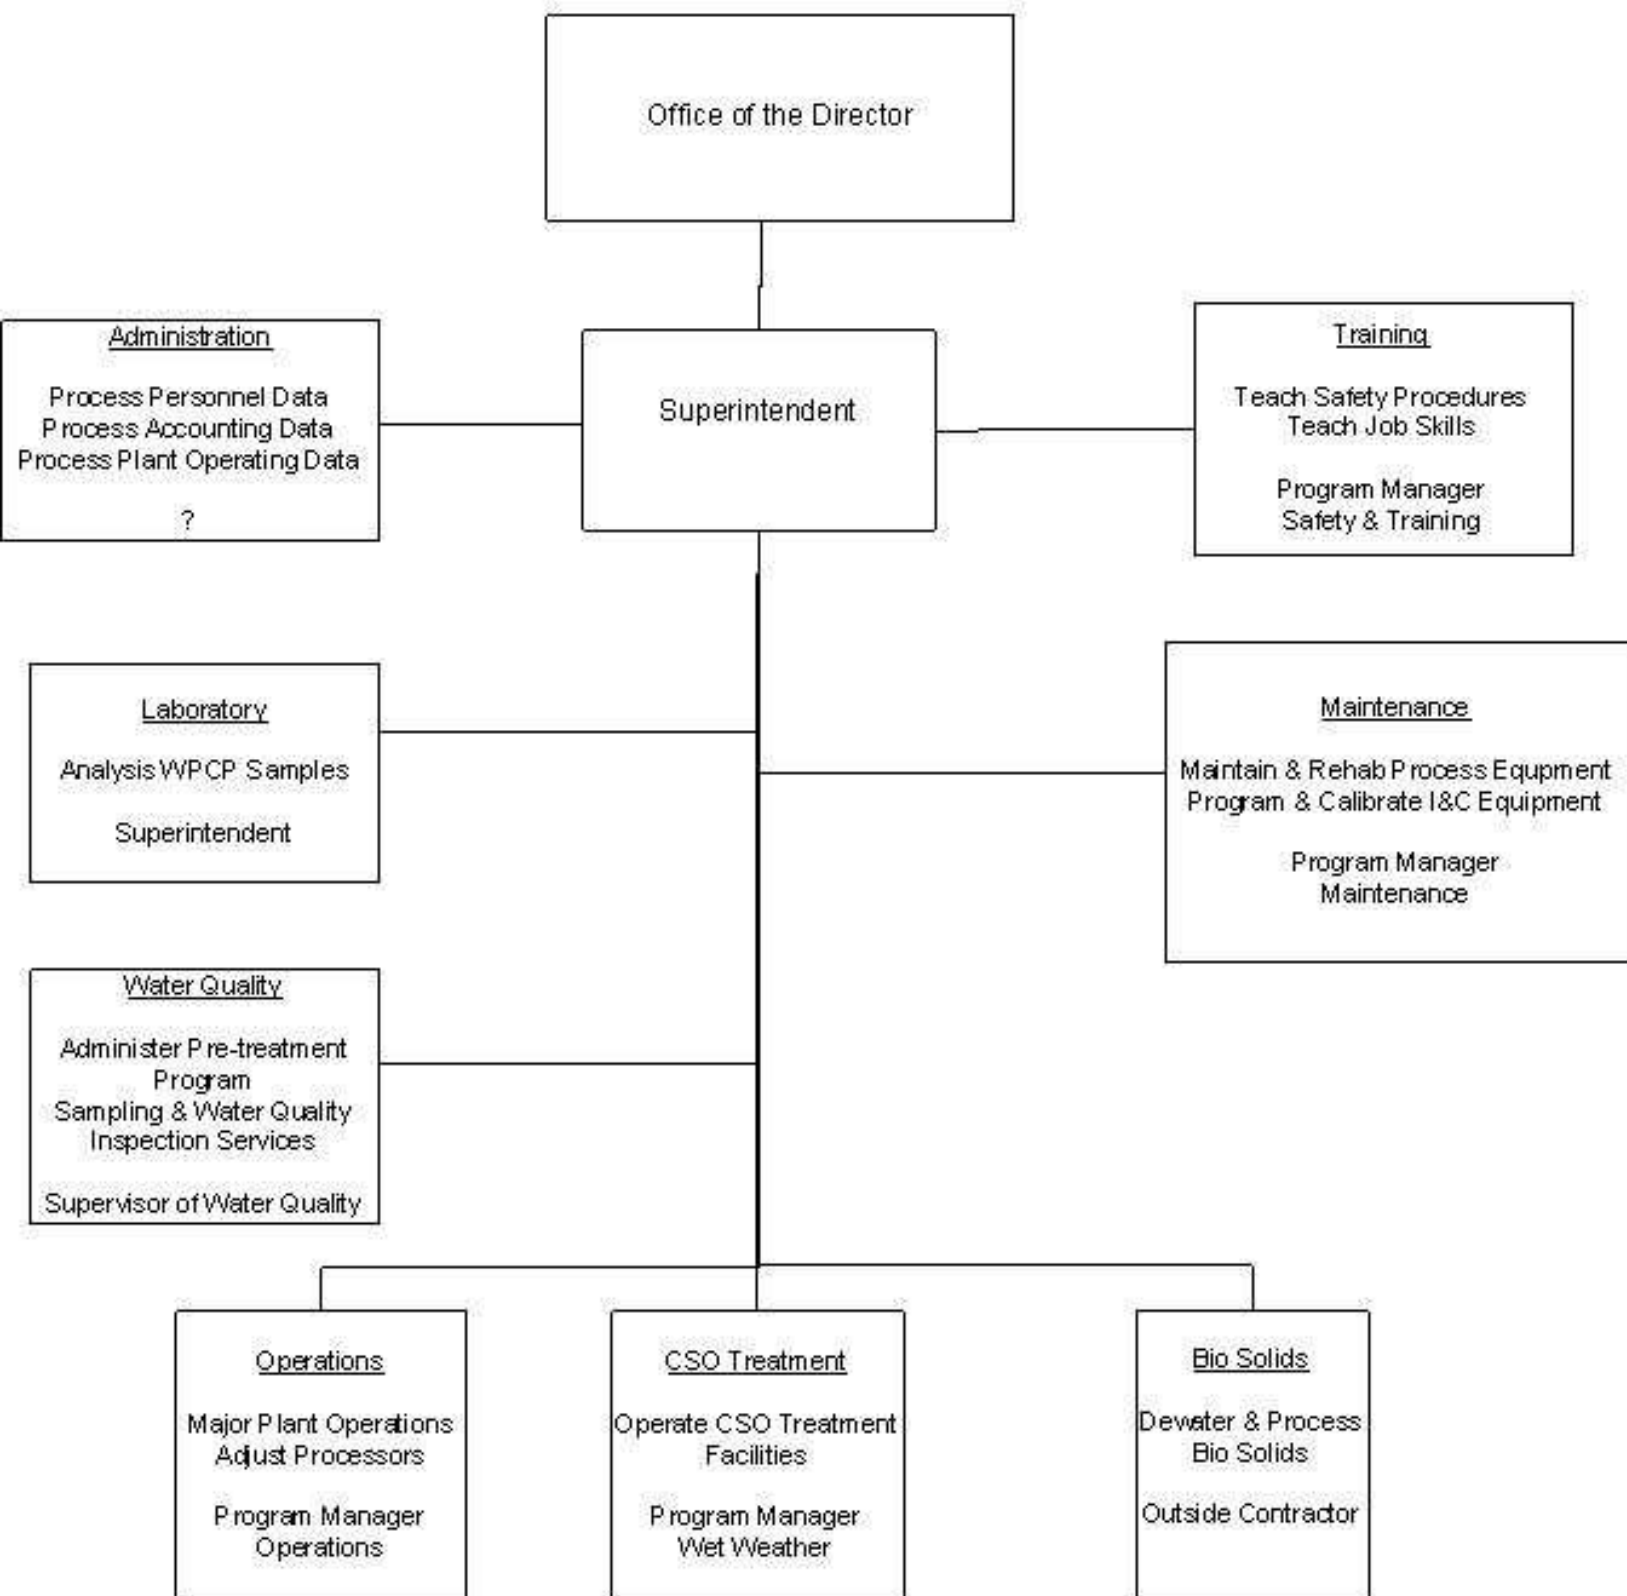 Office of the Director
Administration
Process Personnel Data
Process Accounting Data
Process Plant Operating Data
?
Superintendent
Training
Teach Safety Procedures
Teach Job Skills
Program Manager
Safety & Training
Laboratory
Analysis WPCP Samples
Superintendent
Maintenance
Maintain & Rehab Process Equpment
Program & Calibrate I&C Equipment
Program Manager
Maintenance
Water Quality
Administer Pre-treatment
Program
Sampling & Water Quality
Inspection Services
Supervisor of Water Quality
Operations
Major Plant Operations
Adjust Processors
Program Manager
Operations
CSO Treatment
Operate CSO Treatment
Facilities
Program Manager
Wet Weather
Bio Solids
Dewater & Process
Bio Solids
Outside Contractor